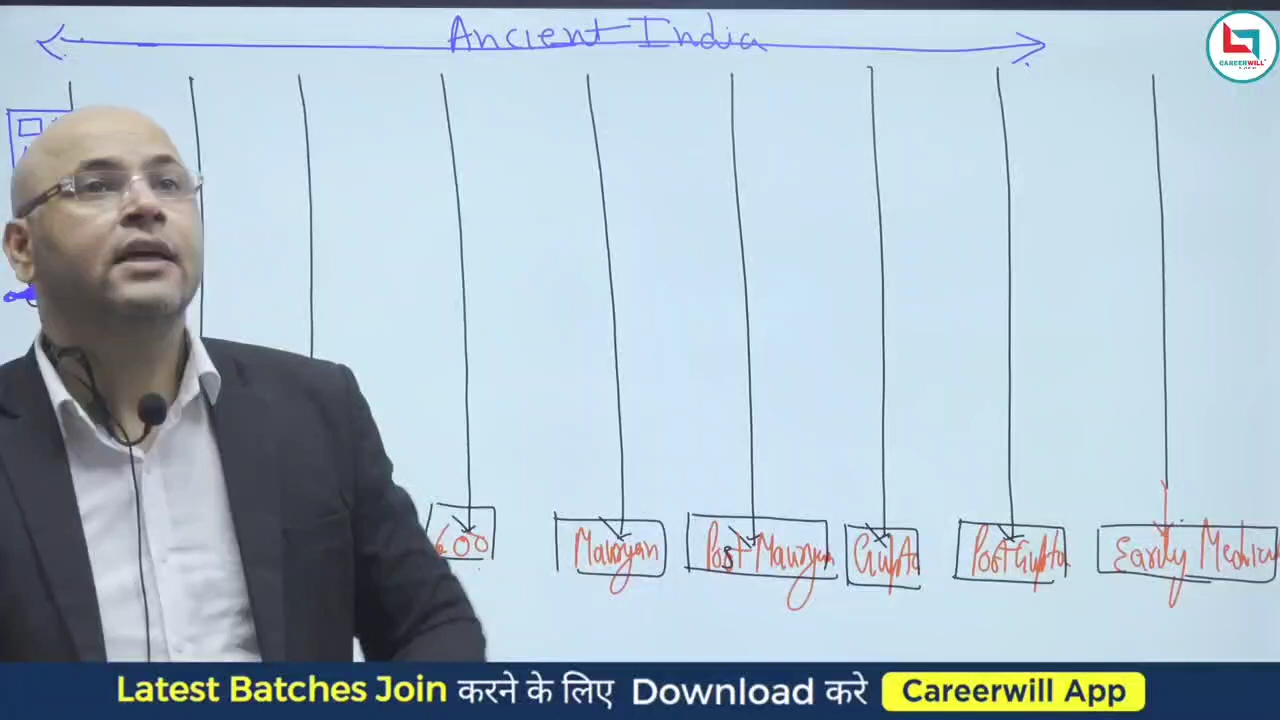 Ancient India
CAREERWILL
600
Mauryan
Post Mauryan
Gupta
Post Gupta
Early
Latest Batches Join करने के लिए Download करे Careerwill App